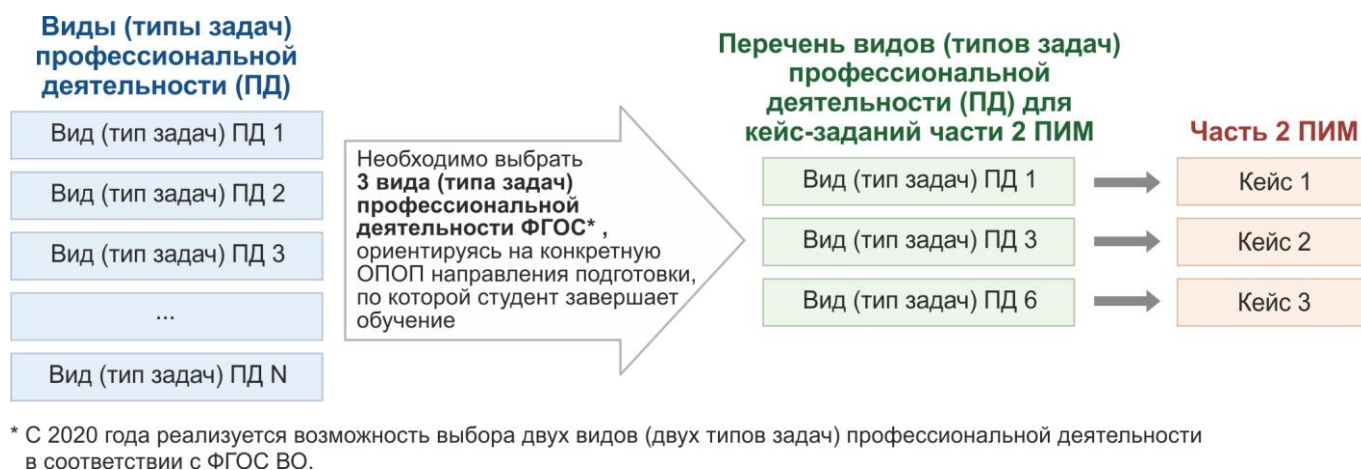 Виды (типы задач)
профессиональной
деятельности (ПД)
Вид (тип задач) ПД 1
Вид (тип задач) ПД 2
Вид (тип задач) ПД 3
...
Вид (тип задач) ПД N
Необходимо выбрать
3 вида (типа задач)
профессиональной
деятельности ФГОС* ,
ориентируясь на конкретную
ОПОП направления подготовки,
по которой студент завершает
обучение
Перечень видов (типов задач)
профессиональной
деятельности (ПД) для
кейс-заданий части 2 ПИМ
Вид (тип задач) ПД 1
Вид (тип задач) ПД 3
Вид (тип задач) ПД 6
Часть 2 ПИМ
Кейс 1
Кейс 2
Кейс 3
* С 2020 года реализуется возможность выбора двух видов (двух типов задач) профессиональной деятельности
в соответствии с ФГОС ВО.